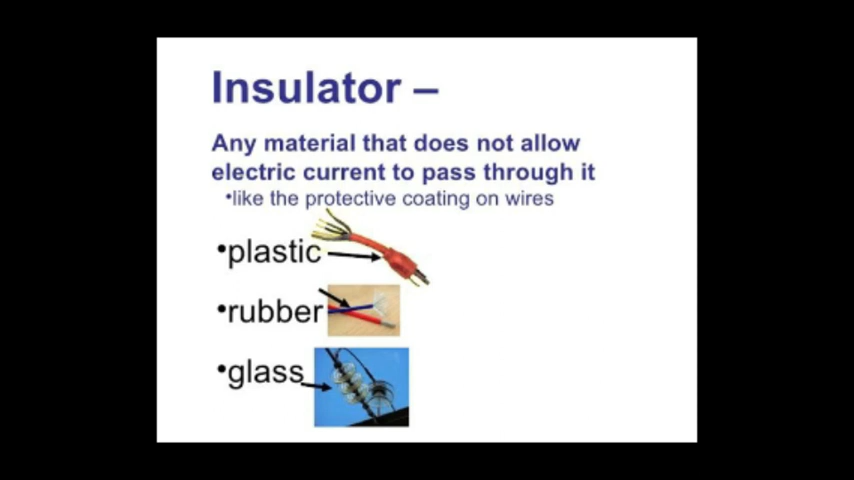 Insulator –
Any material that does not allow
electric current to pass through it
•like the protective coating on wires
•plastic
•rubber
•glass